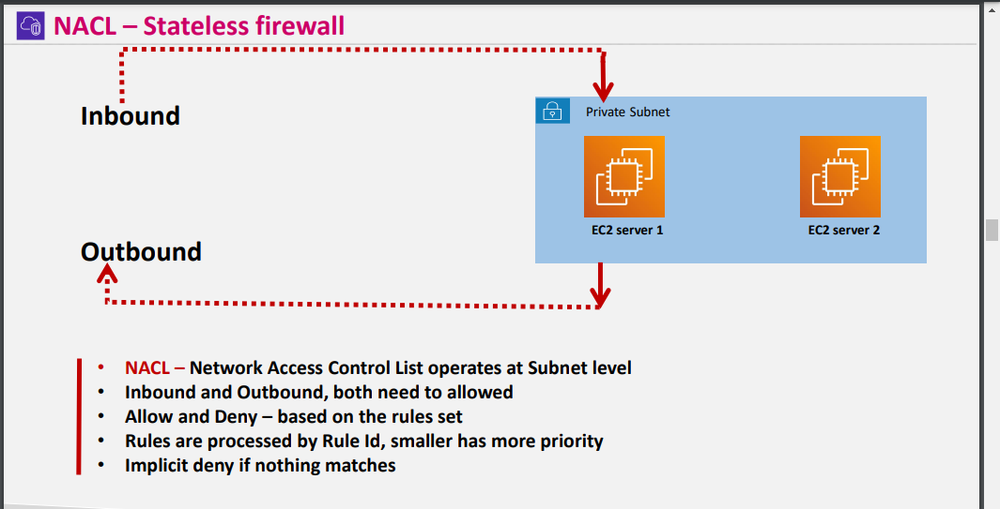 NACL – Stateless firewall
Inbound
Private Subnet
EC2 server 1
EC2 server 2
Outbound
• NACL – Network Access Control List operates at Subnet level
• Inbound and Outbound, both need to allowed
• Allow and Deny – based on the rules set
• Rules are processed by Rule Id, smaller has more priority
• Implicit deny if nothing matches